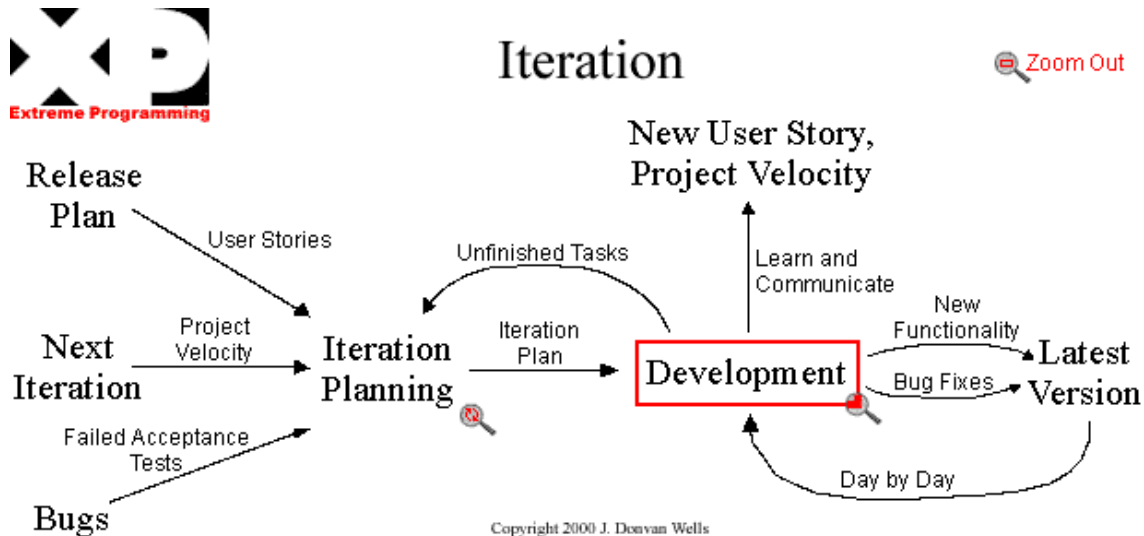 XP
Extreme Programming
Iteration
Zoom Out
New User Story,
Project Velocity
Release
Plan
User Stories
Unfinished Tasks
Learn and
Communicate
Next
Iteration
Project
Velocity
Iteration
Planning
Iteration
Plan
Development
New
Functionality
Bug Fixes
Latest
Version
Failed Acceptance
Tests
Bugs
Day by Day
Copyright 2000 J. Donvan Wells